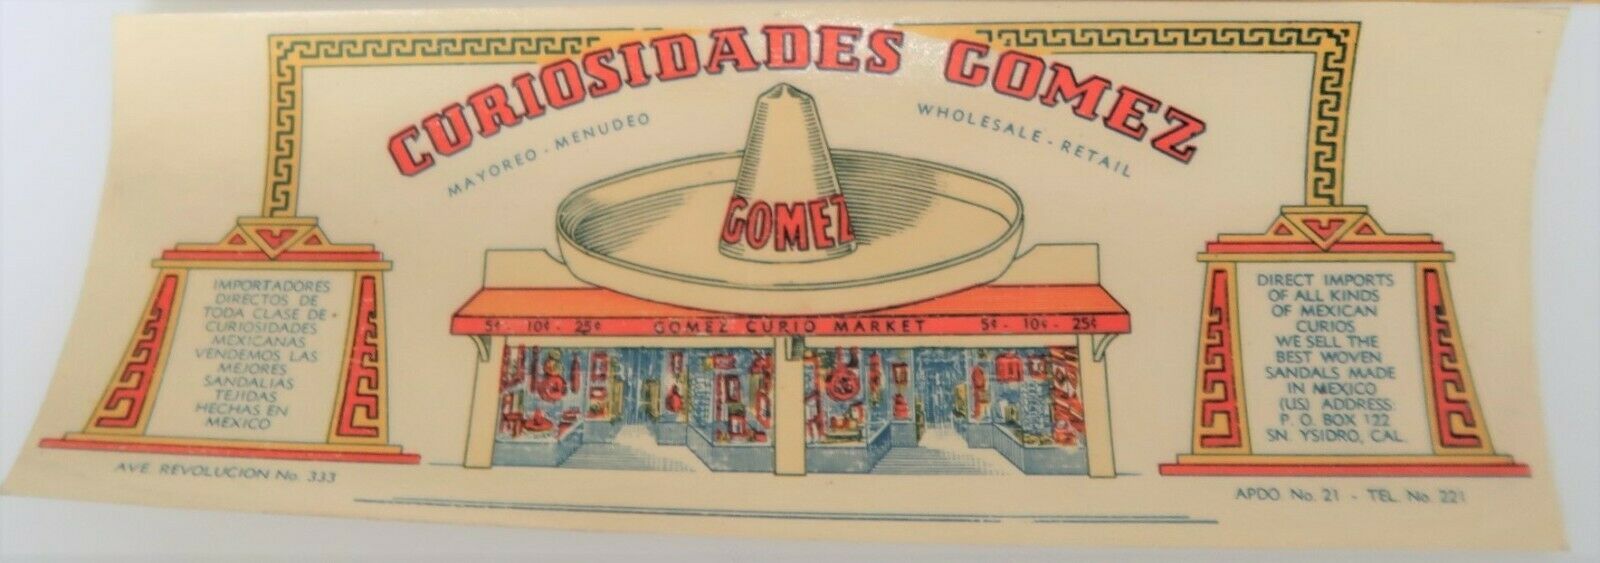 CURIOSIDADES GOMEZ
MAYOREO - MENUDEO
WHOLESALE - RETAIL
GOMEZ
5¢ - 10¢ - 25¢ GOMEZ CURIO MARKET 5¢ - 10¢ - 25¢
IMPORTADORES
DIRECTOS DE
TODA CLASE DE
CURIOSIDADES
MEXICANAS
VENDEMOS LAS
MEJORES
SANDALIAS
TEJIDAS
HECHAS EN
MEXICO
AVE. REVOLUCION No. 333
DIRECT IMPORTS
OF ALL KINDS
OF MEXICAN
CURIOS
WE SELL THE
BEST WOVEN
SANDALS MADE
IN MEXICO
(US) ADDRESS:
P. O. BOX 122
SN. YSIDRO, CAL.
APDO. No. 21 - TEL. No. 221